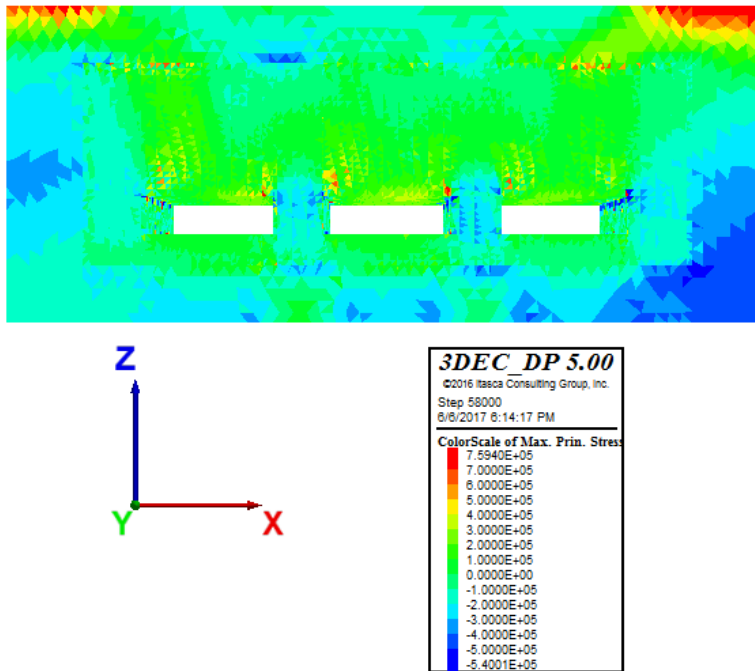 Z
Y
X
3DEC_DP 5.00
©2016 Itasca Consulting Group, Inc.
Step 58000
6/6/2017 6:14:17 PM
ColorScale of Max. Prin. Stress
7.5940E+05
7.0000E+05
6.0000E+05
5.0000E+05
4.0000E+05
3.0000E+05
2.0000E+05
1.0000E+05
0.0000E+00
-1.0000E+05
-2.0000E+05
-3.0000E+05
-4.0000E+05
-5.0000E+05
-5.4001E+05